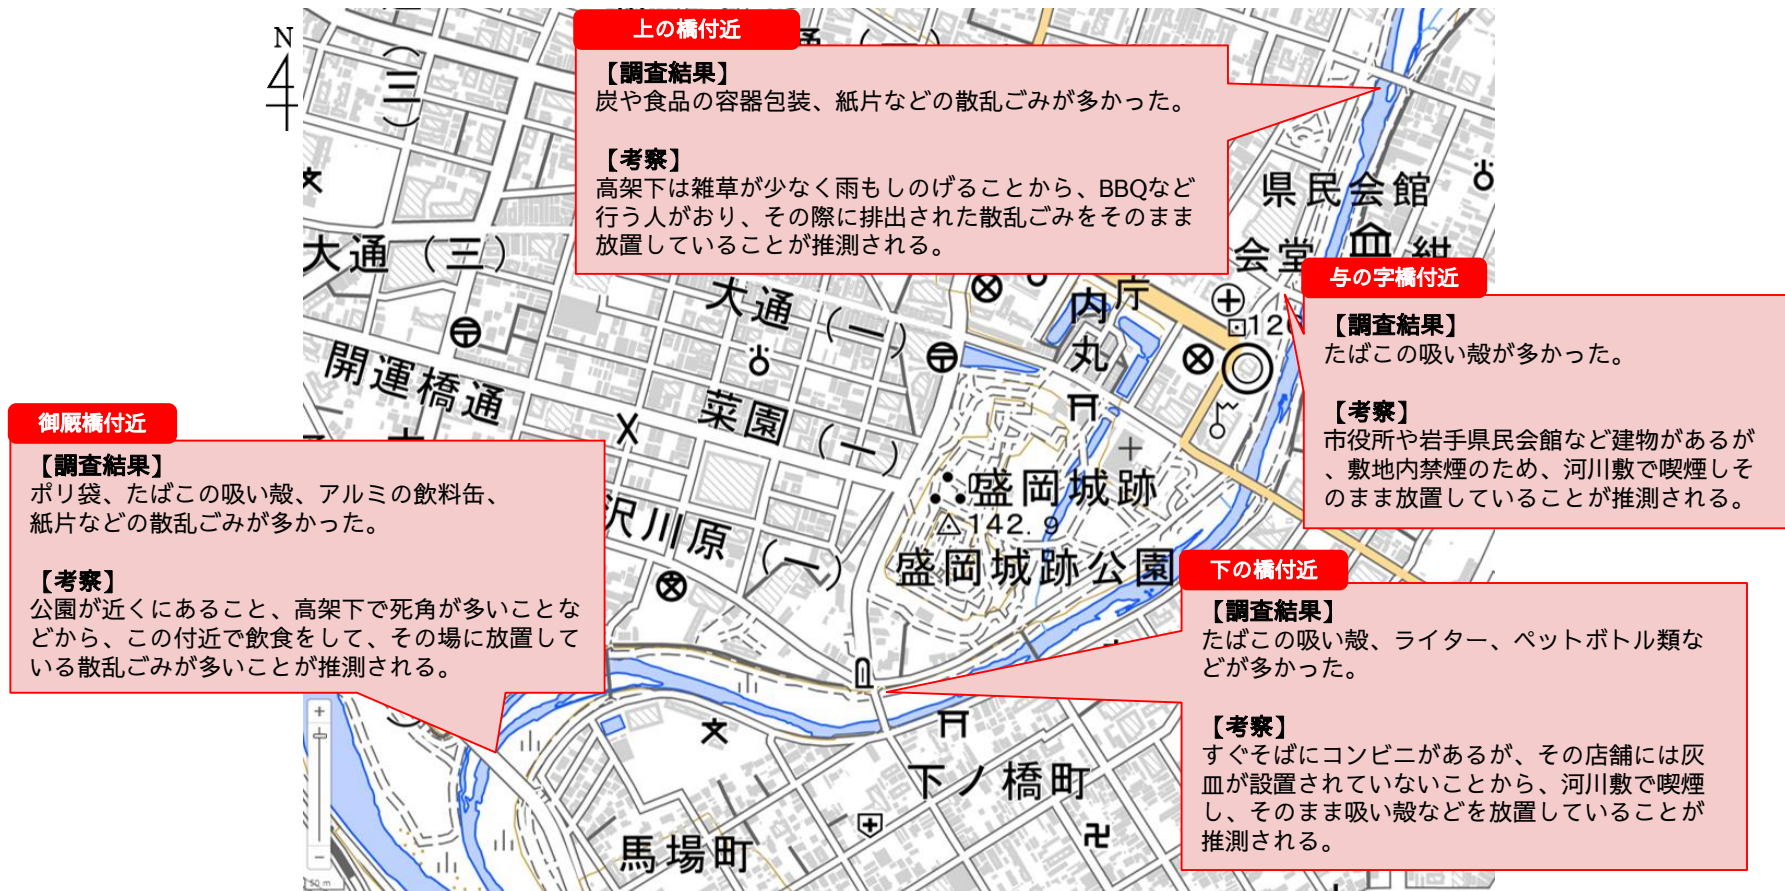 N
上の橋付近
【調査結果】
炭や食品の容器包装、紙片などの散乱ごみが多かった。
【考察】
高架下は雑草が少なく雨もしのげることから、BBQなど
行う人がおり、その際に排出された散乱ごみをそのまま
放置していることが推測される。
与の字橋付近
【調査結果】
たばこの吸い殻が多かった。
【考察】
市役所や岩手県民会館など建物があるが
、敷地内禁煙のため、河川敷で喫煙しそ
のまま放置していることが推測される。
御厩橋付近
【調査結果】
ポリ袋、たばこの吸い殻、アルミの飲料缶、
紙片などの散乱ごみが多かった。
【考察】
公園が近くにあること、高架下で死角が多いことな
どから、この付近で飲食をして、その場に放置して
いる散乱ごみが多いことが推測される。
下の橋付近
【調査結果】
たばこの吸い殻、ライター、ペットボトル類な
どが多かった。
【考察】
すぐそばにコンビニがあるが、その店舗には灰
皿が設置されていないことから、河川敷で喫煙
し、そのまま吸い殻などを放置していることが
推測される。
(三)
県民会館
会堂
紺
大通(三)
大通(一)
内丸
庁
開運橋通
菜園(一)
盛岡城跡
142.9
盛岡城跡公園
沢川原(一)
下ノ橋町
馬場町
+
−
50 m